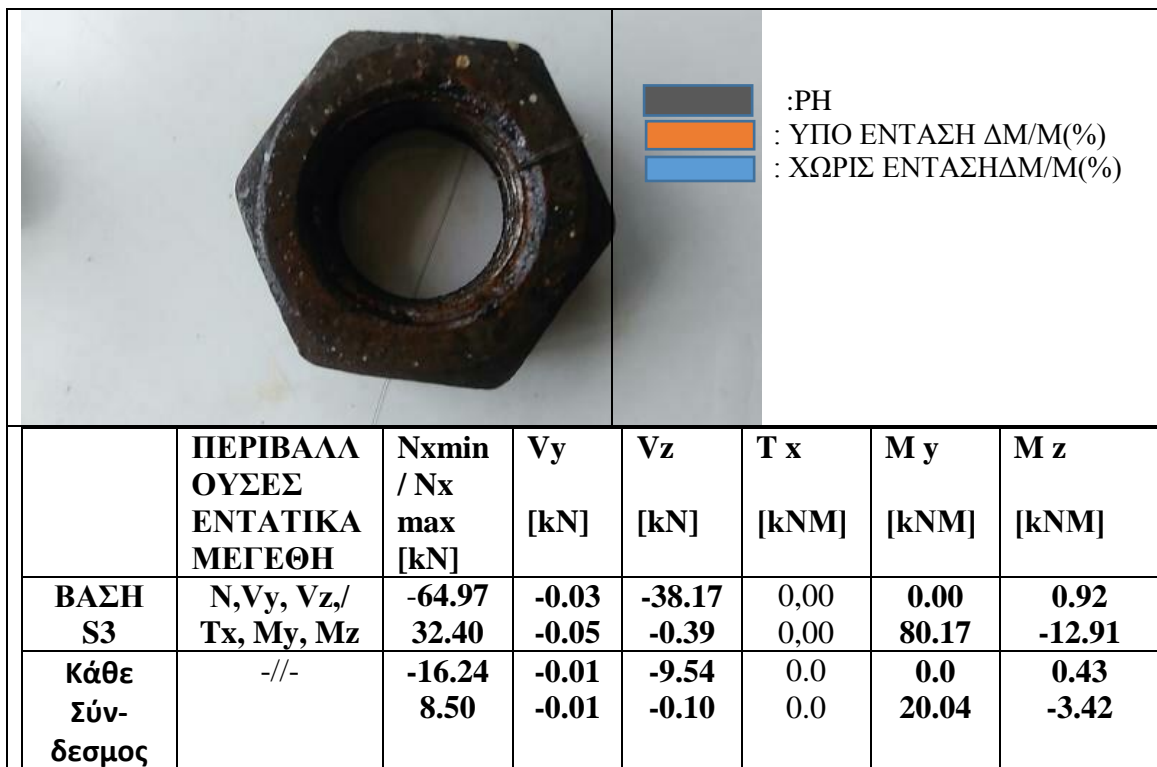 :PH
: ΥΠΟ ΕΝΤΑΣΗ ΔΜ/Μ(%)
: ΧΩΡΙΣ ΕΝΤΑΣΗΔΜ/Μ(%)
ΠΕΡΙΒΑΛΛ Nxmin Vy Vz T x M y M z
ΟΥΣΕΣ / Nx
ΕΝΤΑΤΙΚΑ max [kN] [kN] [kNM] [kNM] [kNM]
ΜΕΓΕΘΗ [kN]
ΒΑΣΗ N,Vy, Vz,/ -64.97 -0.03 -38.17 0,00 0.00 0.92
S3 Tx, My, Mz 32.40 -0.05 -0.39 0,00 80.17 -12.91
Κάθε -//- -16.24 -0.01 -9.54 0.0 0.0 0.43
Σύν- 8.50 -0.01 -0.10 0.0 20.04 -3.42
δεσμος